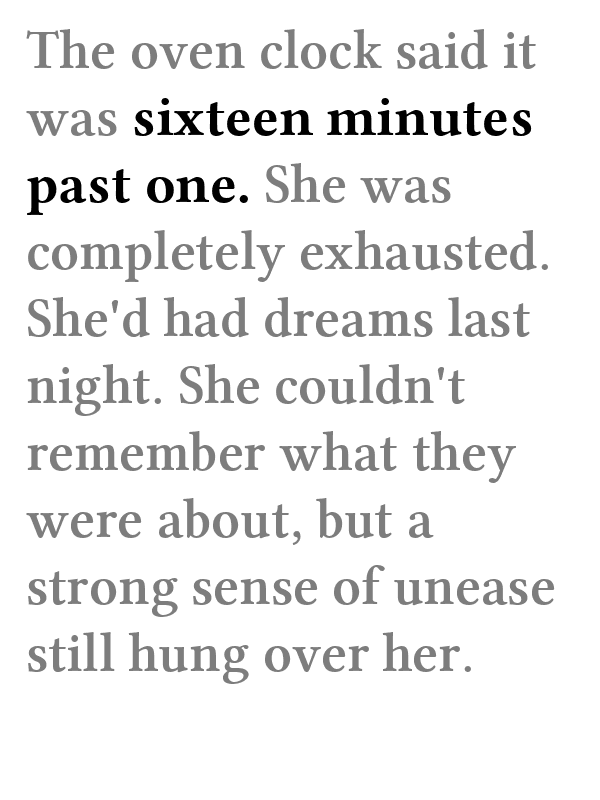 The oven clock said it
was sixteen minutes
past one. She was
completely exhausted.
She'd had dreams last
night. She couldn't
remember what they
were about, but a
strong sense of unease
still hung over her.